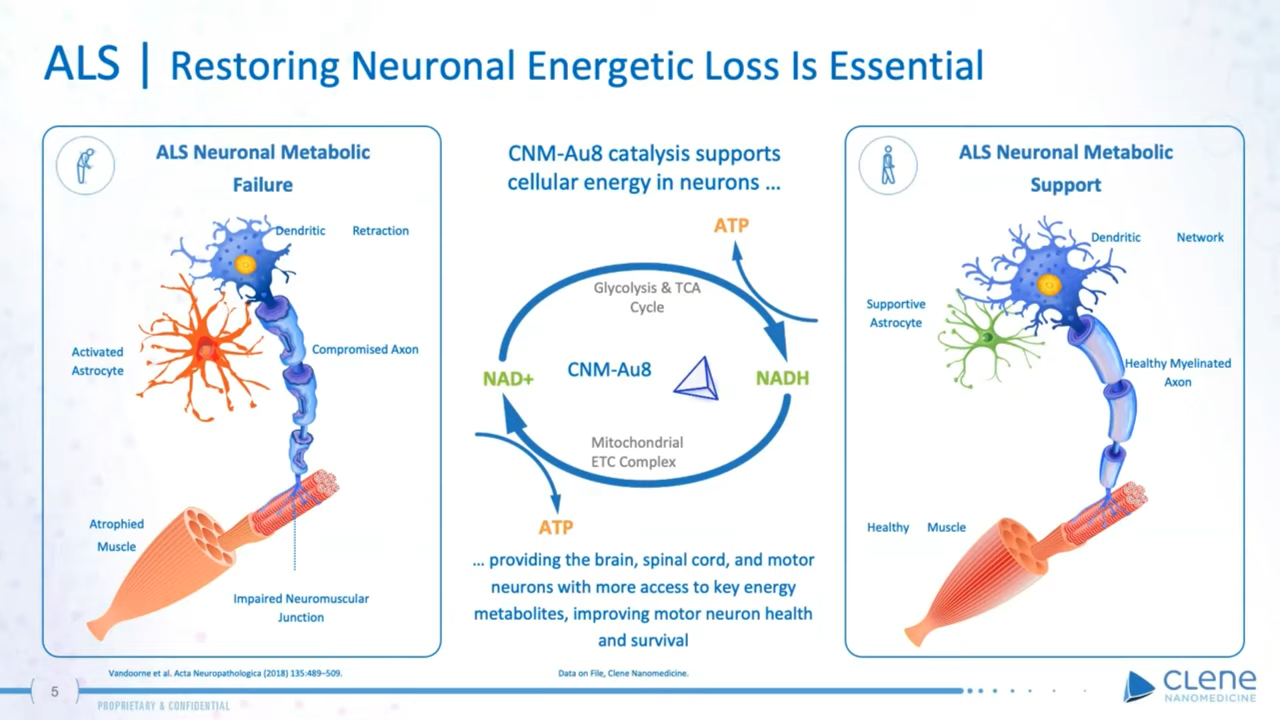 ALS | Restoring Neuronal Energetic Loss Is Essential
ALS Neuronal Metabolic
Failure
Dendritic Retraction
Activated
Astrocyte
Compromised Axon
Atrophied
Muscle
Impaired Neuromuscular
Junction
CNM-Au8 catalysis supports
cellular energy in neurons ...
ATP
Glycolysis & TCA
Cycle
NAD+
CNM-Au8
NADH
Mitochondrial
ETC Complex
ATP
... providing the brain, spinal cord, and motor
neurons with more access to key energy
metabolites, improving motor neuron health
and survival
ALS Neuronal Metabolic
Support
Dendritic Network
Supportive
Astrocyte
Healthy Myelinated
Axon
Healthy Muscle
Vandoorne et al. Acta Neuropathologica (2018) 135:489–509.
Data on File, Clene Nanomedicine.
5
PROPRIETARY & CONFIDENTIAL
CLENE
NANOMEDICINE